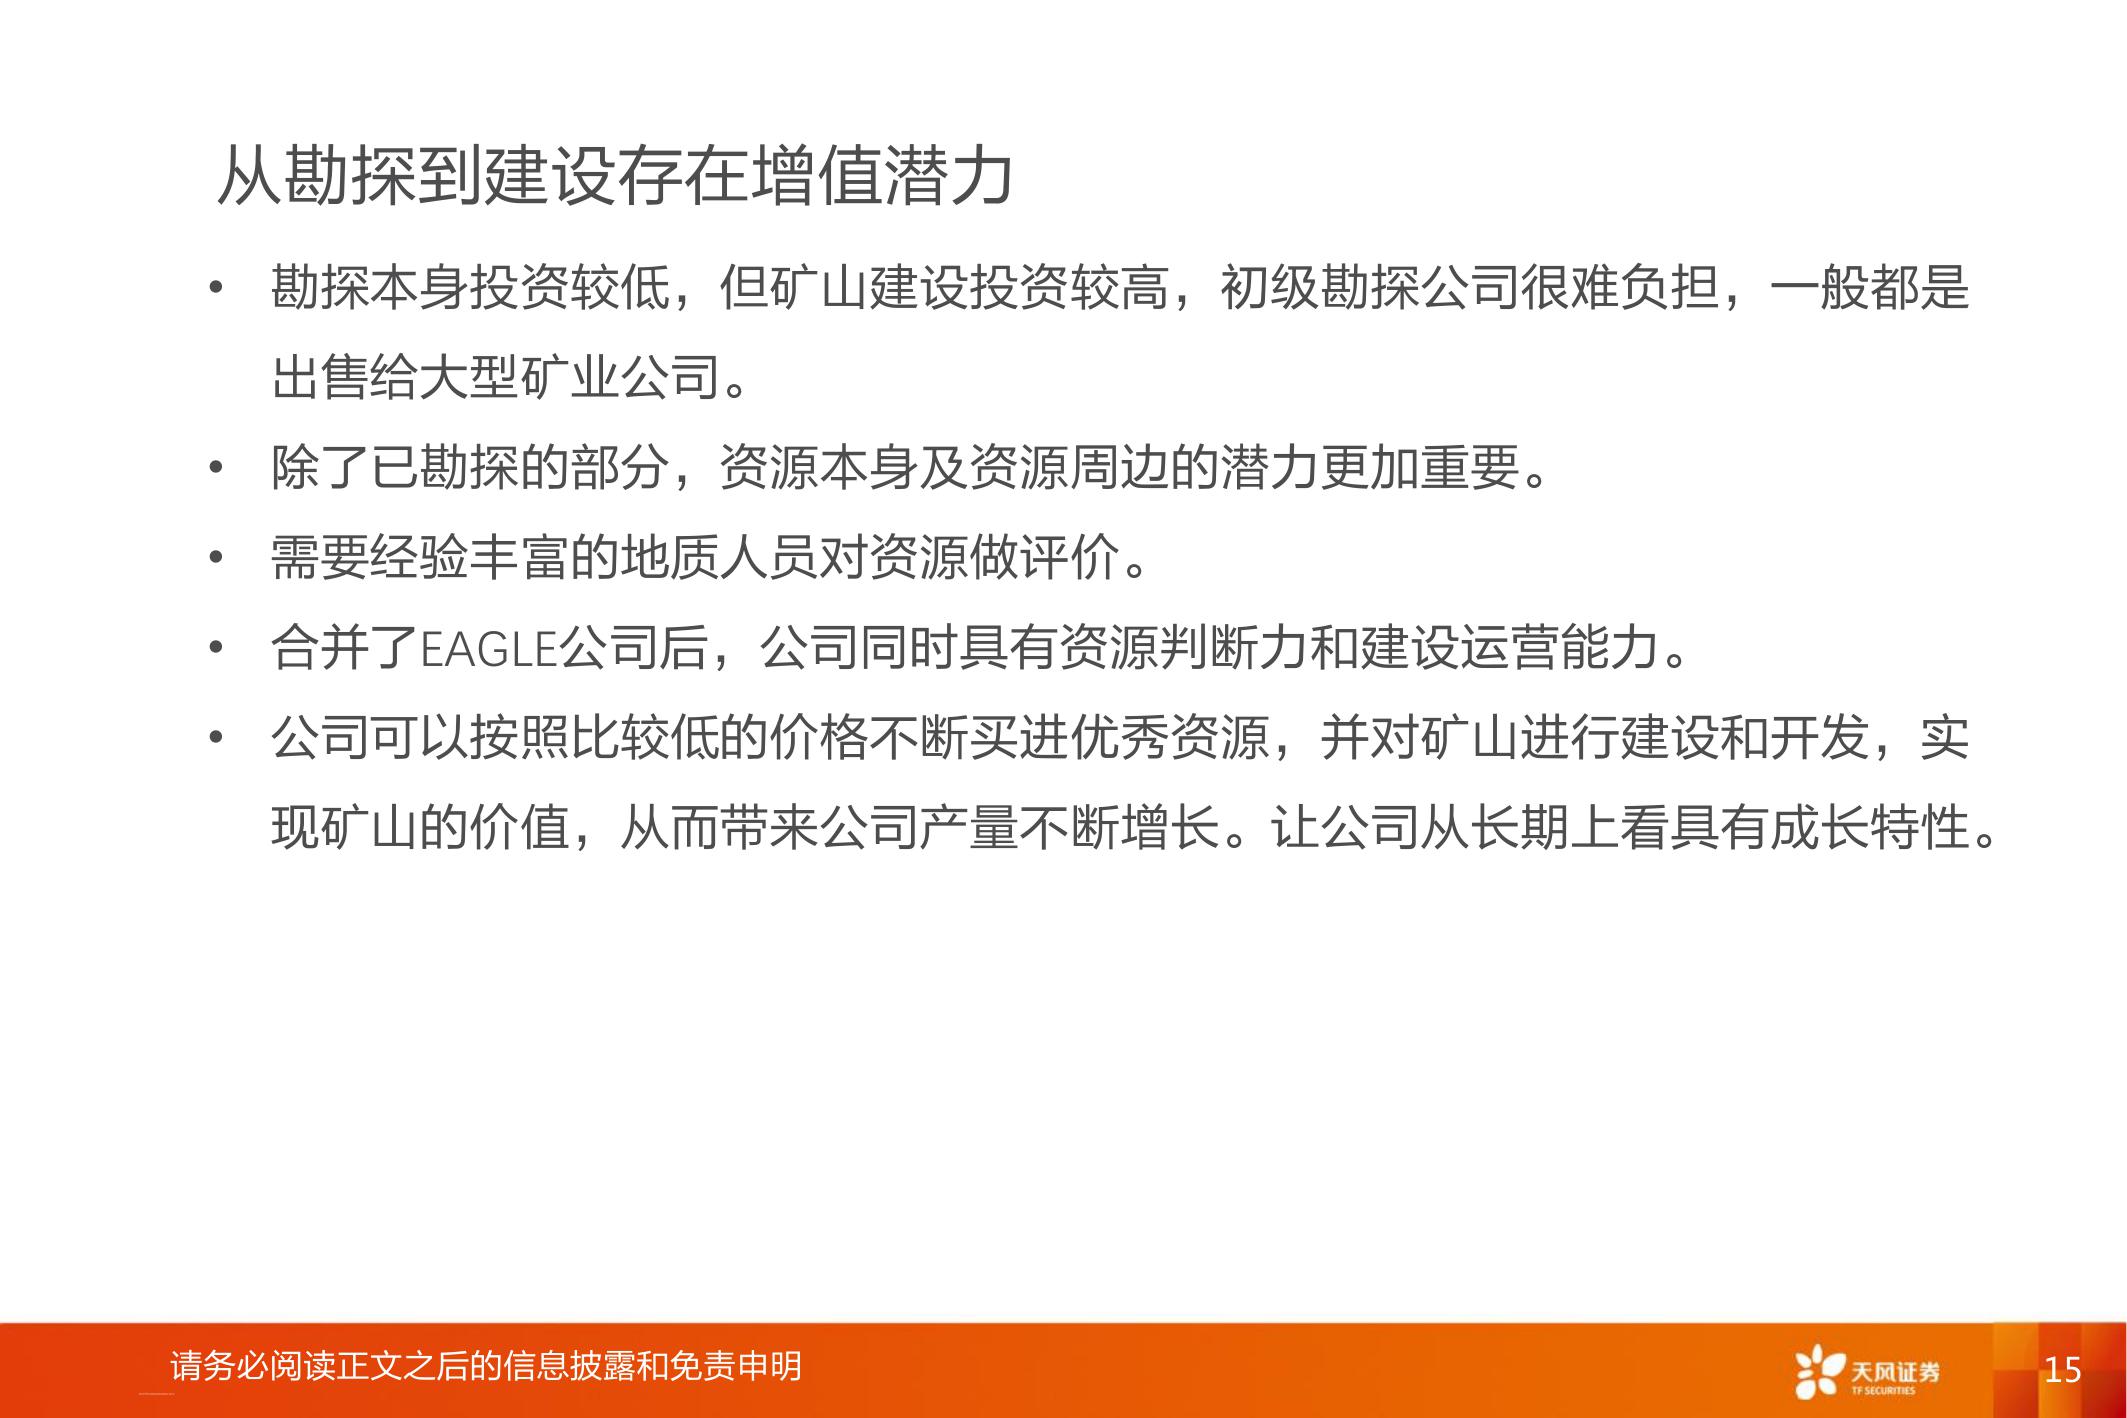 从勘探到建设存在增值潜力
• 勘探本身投资较低，但矿山建设投资较高，初级勘探公司很难负担，一般都是
出售给大型矿业公司。
• 除了已勘探的部分，资源本身及资源周边的潜力更加重要。
• 需要经验丰富的地质人员对资源做评价。
• 合并了EAGLE公司后，公司同时具有资源判断力和建设运营能力。
• 公司可以按照比较低的价格不断买进优秀资源，并对矿山进行建设和开发，实
现矿山的价值，从而带来公司产量不断增长。让公司从长期上看具有成长特性。
请务必阅读正文之后的信息披露和免责申明
天风证券
TF SECURITIES
15